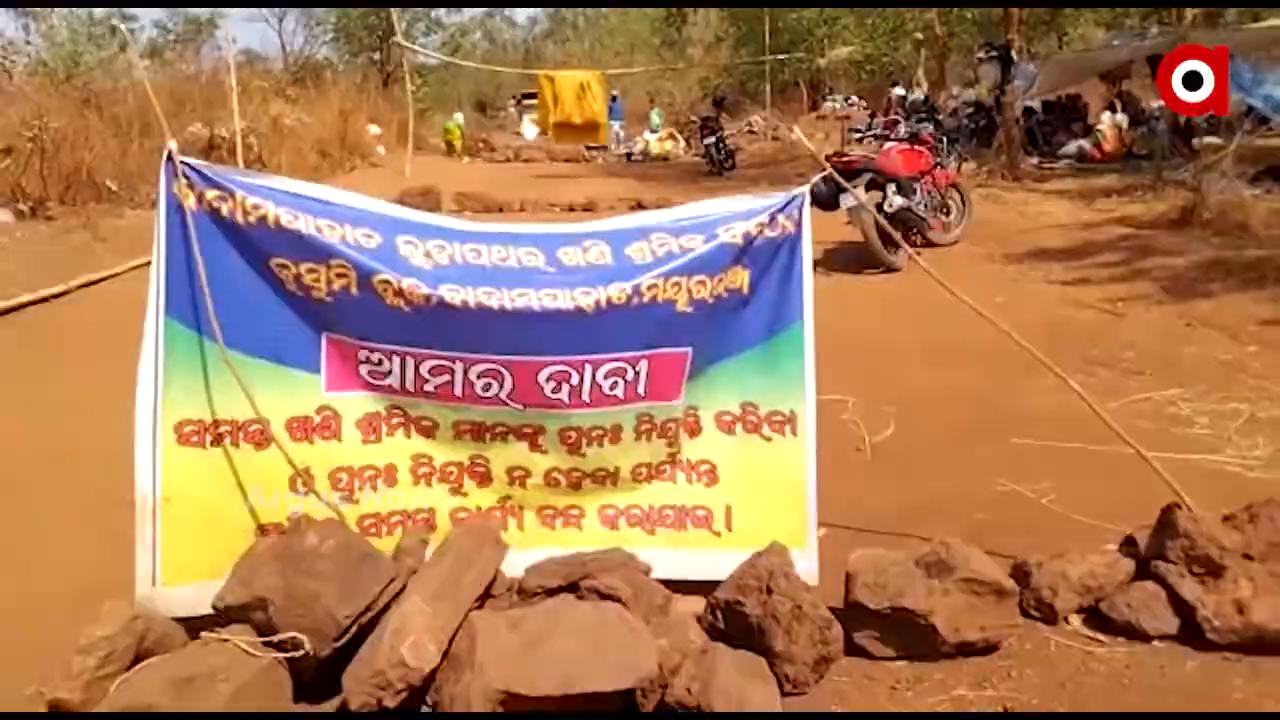 ବାଦାମପାହାଡ କୁଡାପଥର ଖଣି ଶ୍ରମିକ
କୁସୁମି ବ୍ଲକ, ବାଦାମପାହାଡ, ମୟୂରଭଞ୍ଜ
ଆମର ଦାବୀ
ସମସ୍ତ ଖଣି ଶ୍ରମିକ ମାନଙ୍କୁ ପୁନଃ ନିଯୁକ୍ତି କରିବା
ଓ ପୁନଃ ନିଯୁକ୍ତି ନ ହେବା ପର୍ଯ୍ୟନ୍ତ
ସମସ୍ତ କାର୍ଯ୍ୟ ବନ୍ଦ କରାଯାଉ।